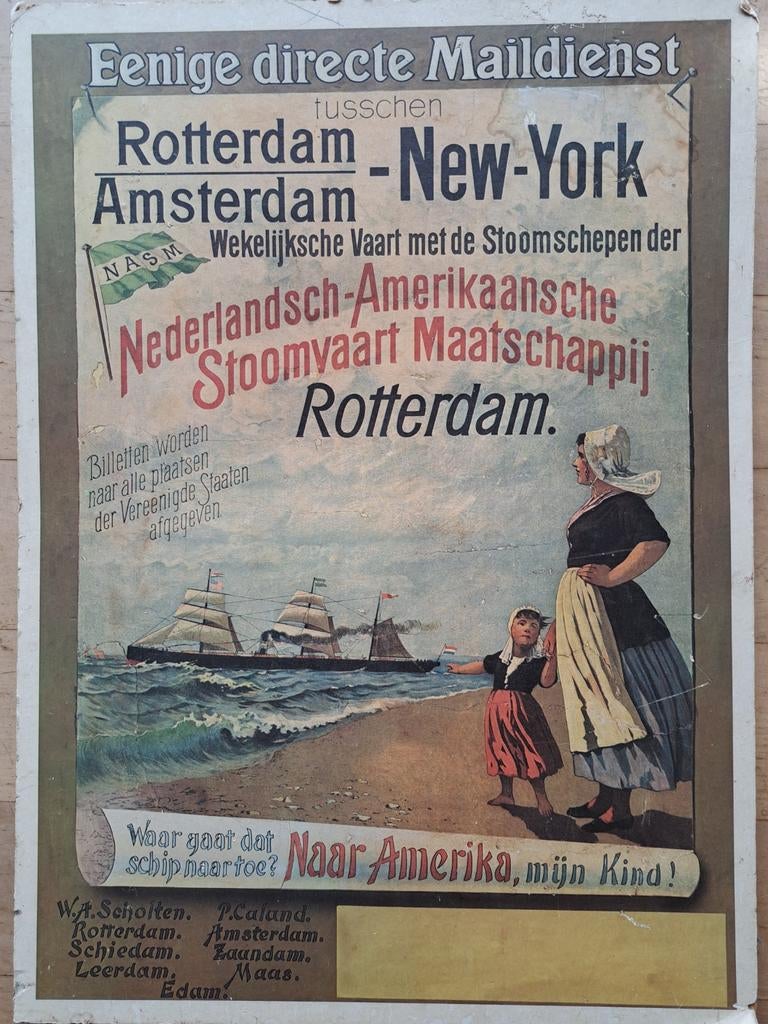 Eenige directe Maildienst
tusschen
Rotterdam
Amsterdam
-New-York
Wekelijksche Vaart met de Stoomschepen der
NASM
Nederlandsch-Amerikaansche
Stoomvaart Maatschappij
Rotterdam.
Billetten worden
naar alle plaatsen
der Vereenigde Staaten
afgegeven
Waar gaat dat
schip naar toe?
Naar Amerika, mijn Kind!
W.A. Scholten. P. Caland.
Rotterdam. Amsterdam.
Schiedam. Zaandam.
Leerdam. Maas.
Edam.